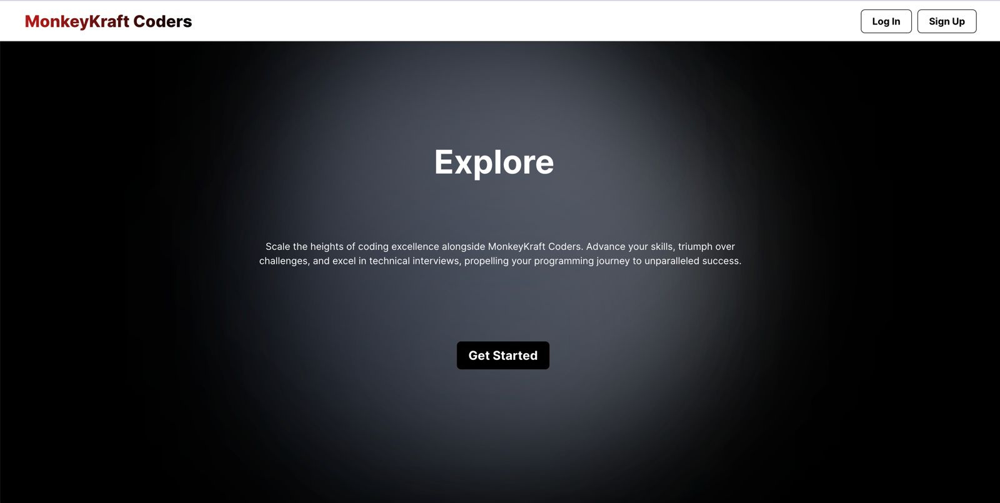 MonkeyKraft Coders
Log In
Sign Up
Explore
Scale the heights of coding excellence alongside MonkeyKraft Coders. Advance your skills, triumph over
challenges, and excel in technical interviews, propelling your programming journey to unparalleled success.
Get Started